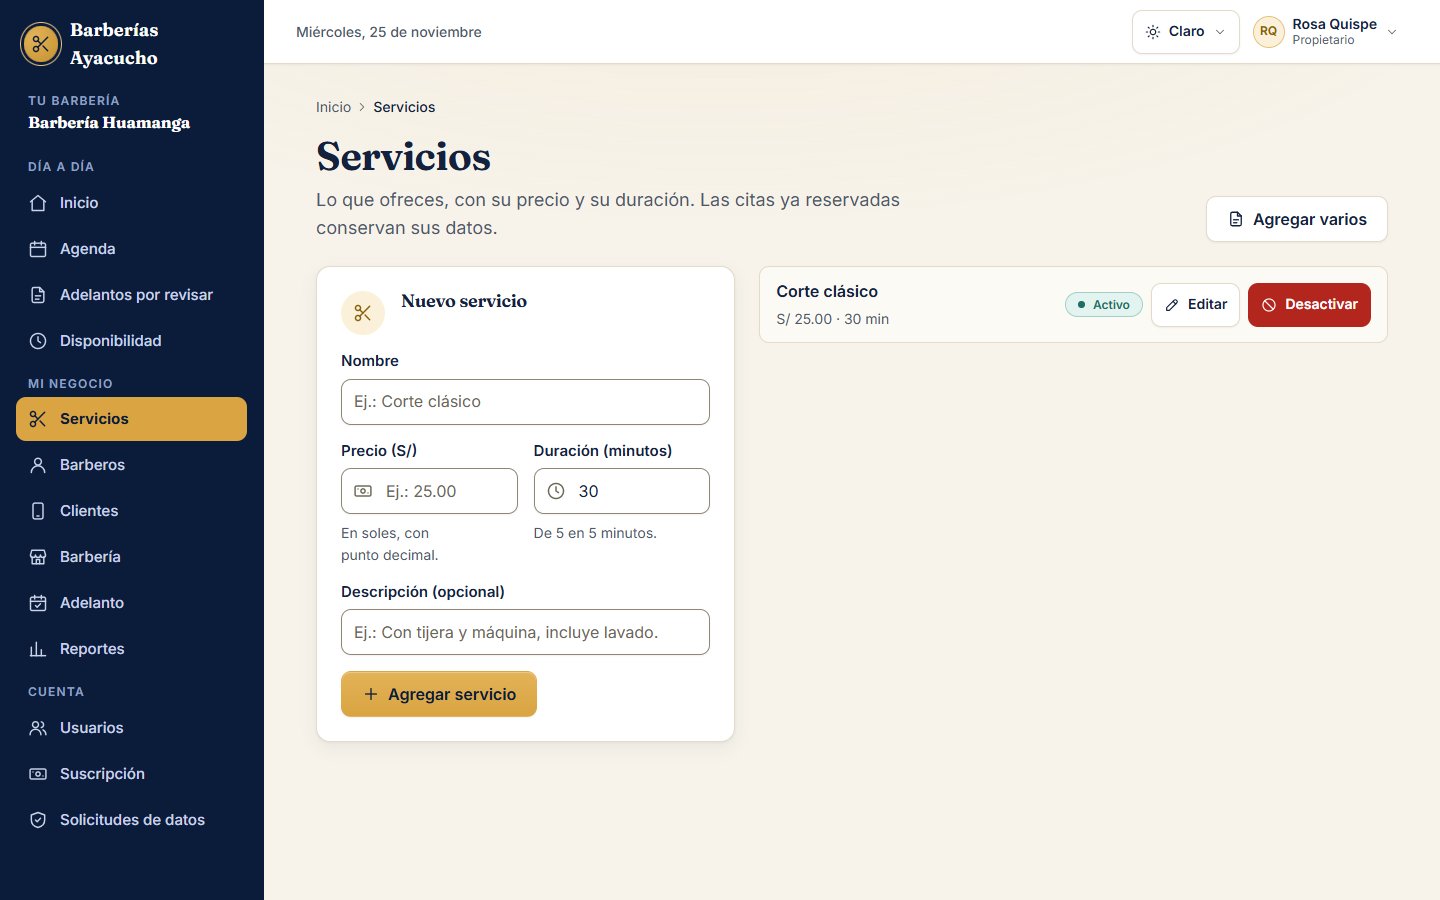 Barberías
Ayacucho
TU BARBERÍA
Barbería Huamanga
DÍA A DÍA
Inicio
Agenda
Adelantos por revisar
Disponibilidad
MI NEGOCIO
Servicios
Barberos
Clientes
Barbería
Adelanto
Reportes
CUENTA
Usuarios
Suscripción
Solicitudes de datos
Miércoles, 25 de noviembre
Claro
RQ
Rosa Quispe
Propietario
Inicio > Servicios
Servicios
Lo que ofreces, con su precio y su duración. Las citas ya reservadas
conservan sus datos.
Agregar varios
Nuevo servicio
Nombre
Ej.: Corte clásico
Precio (S/)
Ej.: 25.00
En soles, con
punto decimal.
Duración (minutos)
30
De 5 en 5 minutos.
Descripción (opcional)
Ej.: Con tijera y máquina, incluye lavado.
Agregar servicio
Corte clásico
S/ 25.00 · 30 min
Activo
Editar
Desactivar